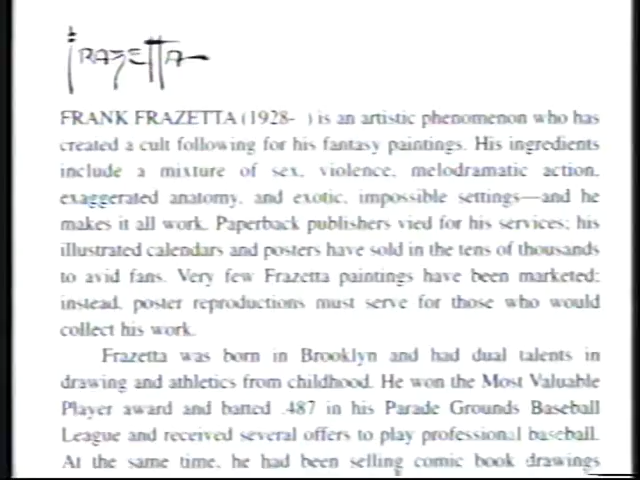 FRAZETTA
FRANK FRAZETTA (1928-  ) is an artistic phenomenon who has
created a cult following for his fantasy paintings. His ingredients
include a mixture of sex, violence, melodramatic action,
exaggerated anatomy, and exotic, impossible settings—and he
makes it all work. Paperback publishers vied for his services; his
illustrated calendars and posters have sold in the tens of thousands
to avid fans. Very few Frazetta paintings have been marketed;
instead, poster reproductions must serve for those who would
collect his work.
Frazetta was born in Brooklyn and had dual talents in
drawing and athletics from childhood. He won the Most Valuable
Player award and batted .487 in his Parade Grounds Baseball
League and received several offers to play professional baseball.
At the same time, he had been selling comic book drawings